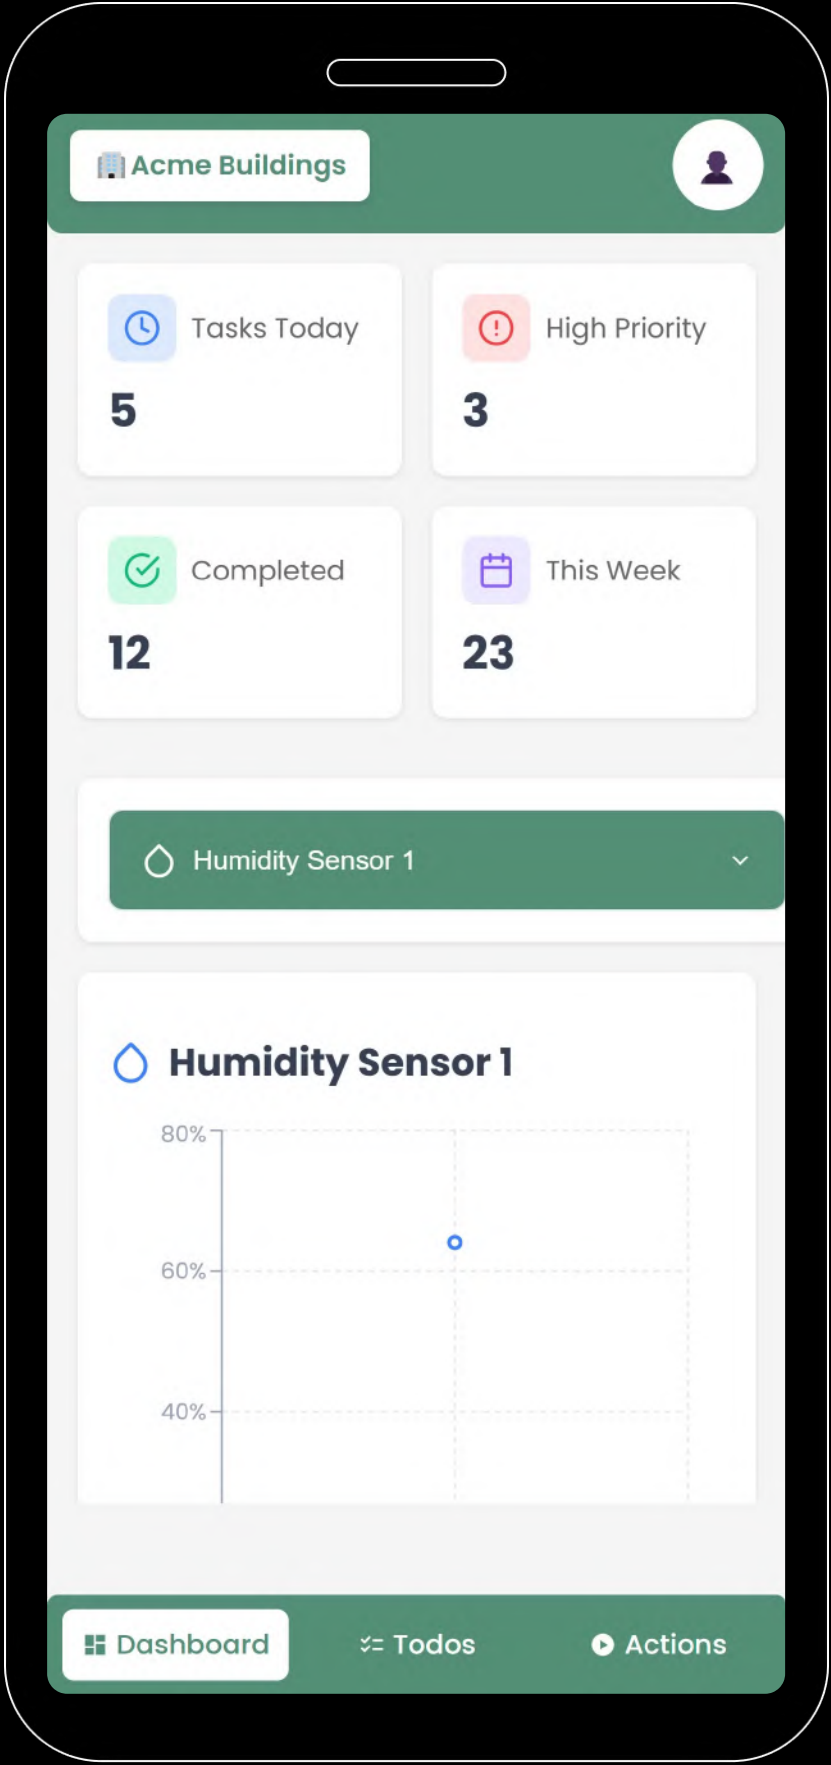 Acme Buildings
Tasks Today
5
High Priority
3
Completed
12
This Week
23
Humidity Sensor 1
Humidity Sensor 1
80%
60%
40%
Dashboard
Todos
Actions